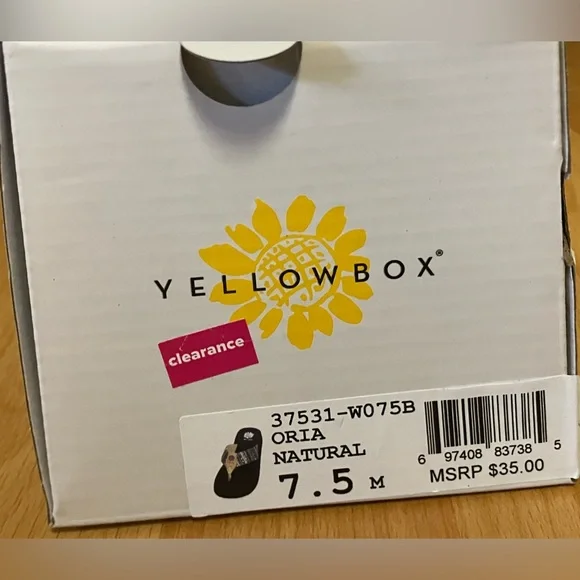 YELLOWBOX®
clearance
37531-W075B
ORIA
NATURAL
7.5 M
6 97408 83738 5
MSRP $35.00